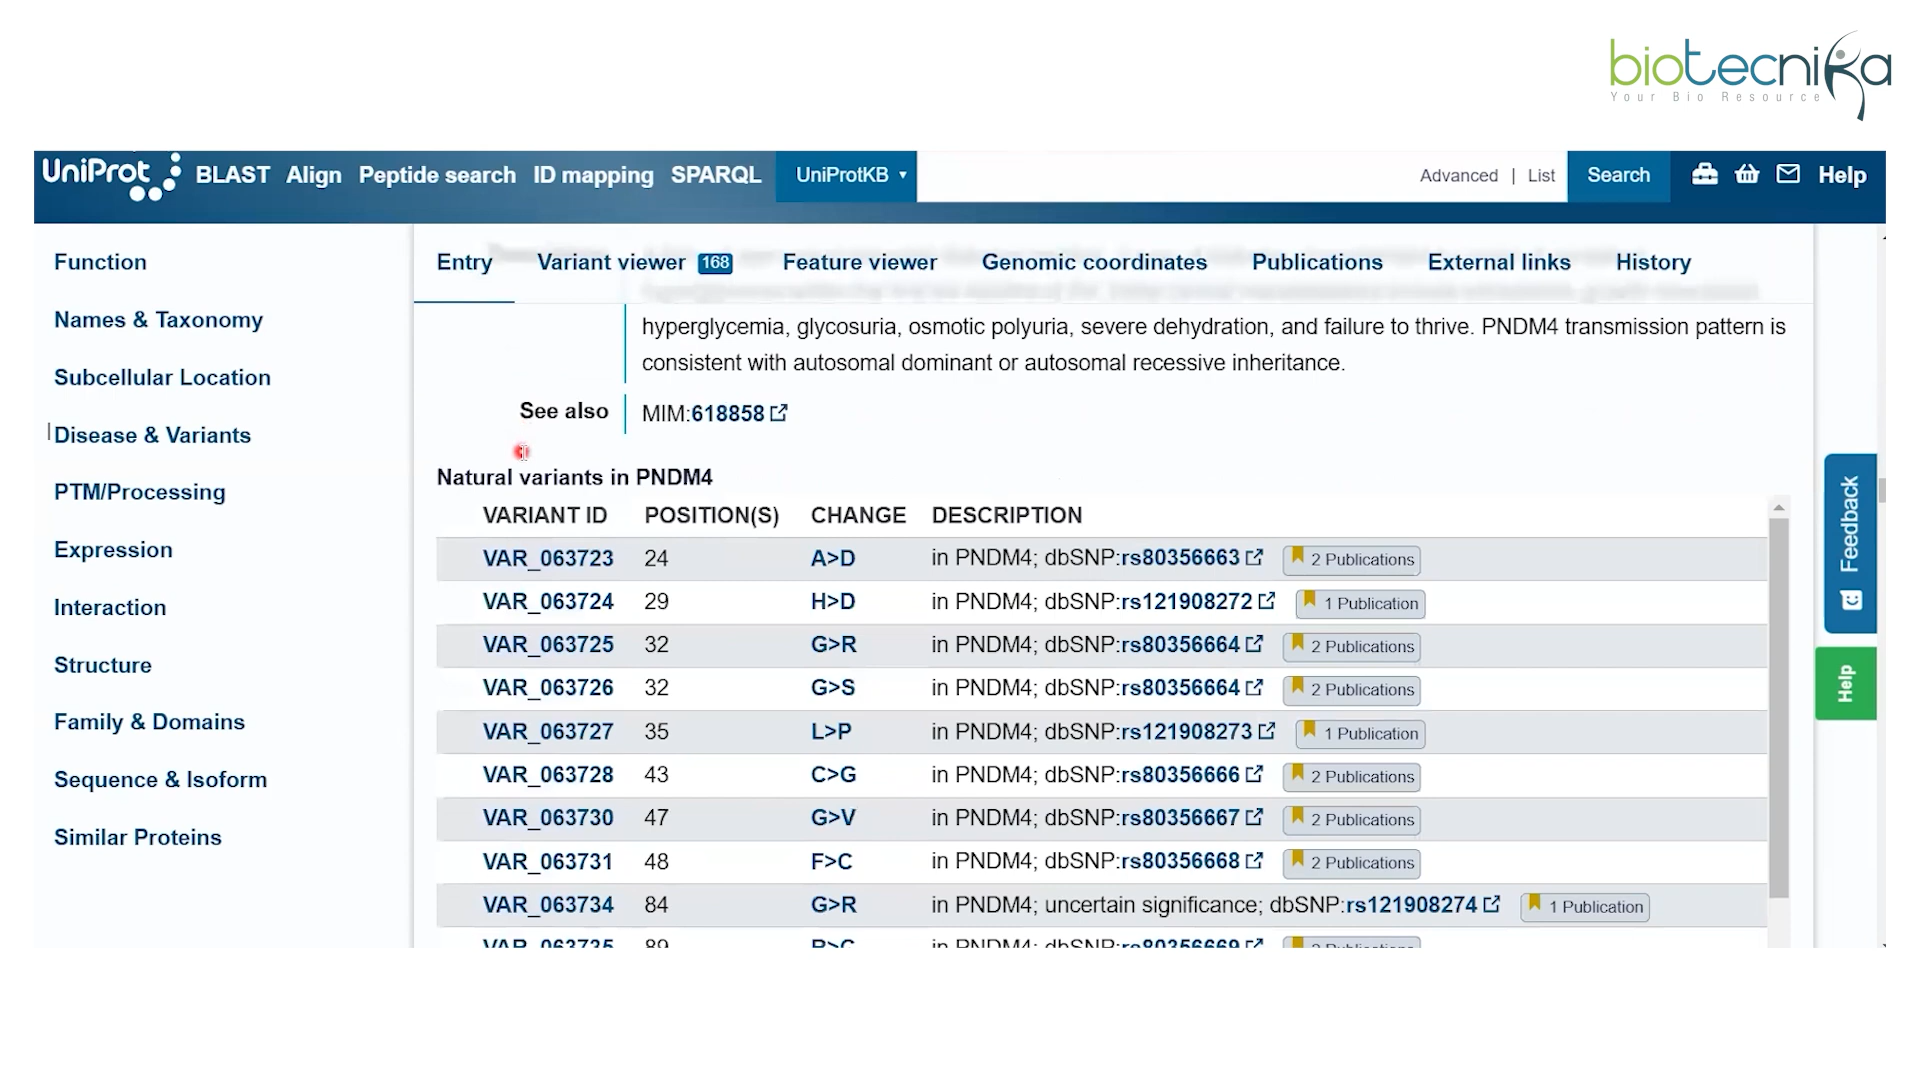 biotecnika
Your Bio Resource
UniProt BLAST Align Peptide search ID mapping SPARQL UniProtKB Advanced | List Search Help
Function
Names & Taxonomy
Subcellular Location
Disease & Variants
PTM/Processing
Expression
Interaction
Structure
Family & Domains
Sequence & Isoform
Similar Proteins
Entry Variant viewer 168 Feature viewer Genomic coordinates Publications External links History
hyperglycemia, glycosuria, osmotic polyuria, severe dehydration, and failure to thrive. PNDM4 transmission pattern is
consistent with autosomal dominant or autosomal recessive inheritance.
See also MIM:618858
Natural variants in PNDM4
VARIANT ID POSITION(S) CHANGE DESCRIPTION
VAR_063723 24 A>D in PNDM4; dbSNP:rs80356663 2 Publications
VAR_063724 29 H>D in PNDM4; dbSNP:rs121908272 1 Publication
VAR_063725 32 G>R in PNDM4; dbSNP:rs80356664 2 Publications
VAR_063726 32 G>S in PNDM4; dbSNP:rs80356664 2 Publications
VAR_063727 35 L>P in PNDM4; dbSNP:rs121908273 1 Publication
VAR_063728 43 C>G in PNDM4; dbSNP:rs80356666 2 Publications
VAR_063730 47 G>V in PNDM4; dbSNP:rs80356667 2 Publications
VAR_063731 48 F>C in PNDM4; dbSNP:rs80356668 2 Publications
VAR_063734 84 G>R in PNDM4; uncertain significance; dbSNP:rs121908274 1 Publication
VAR_063735 89 in PNDM4; dbSNP:rs80356669 Publications
Feedback
Help